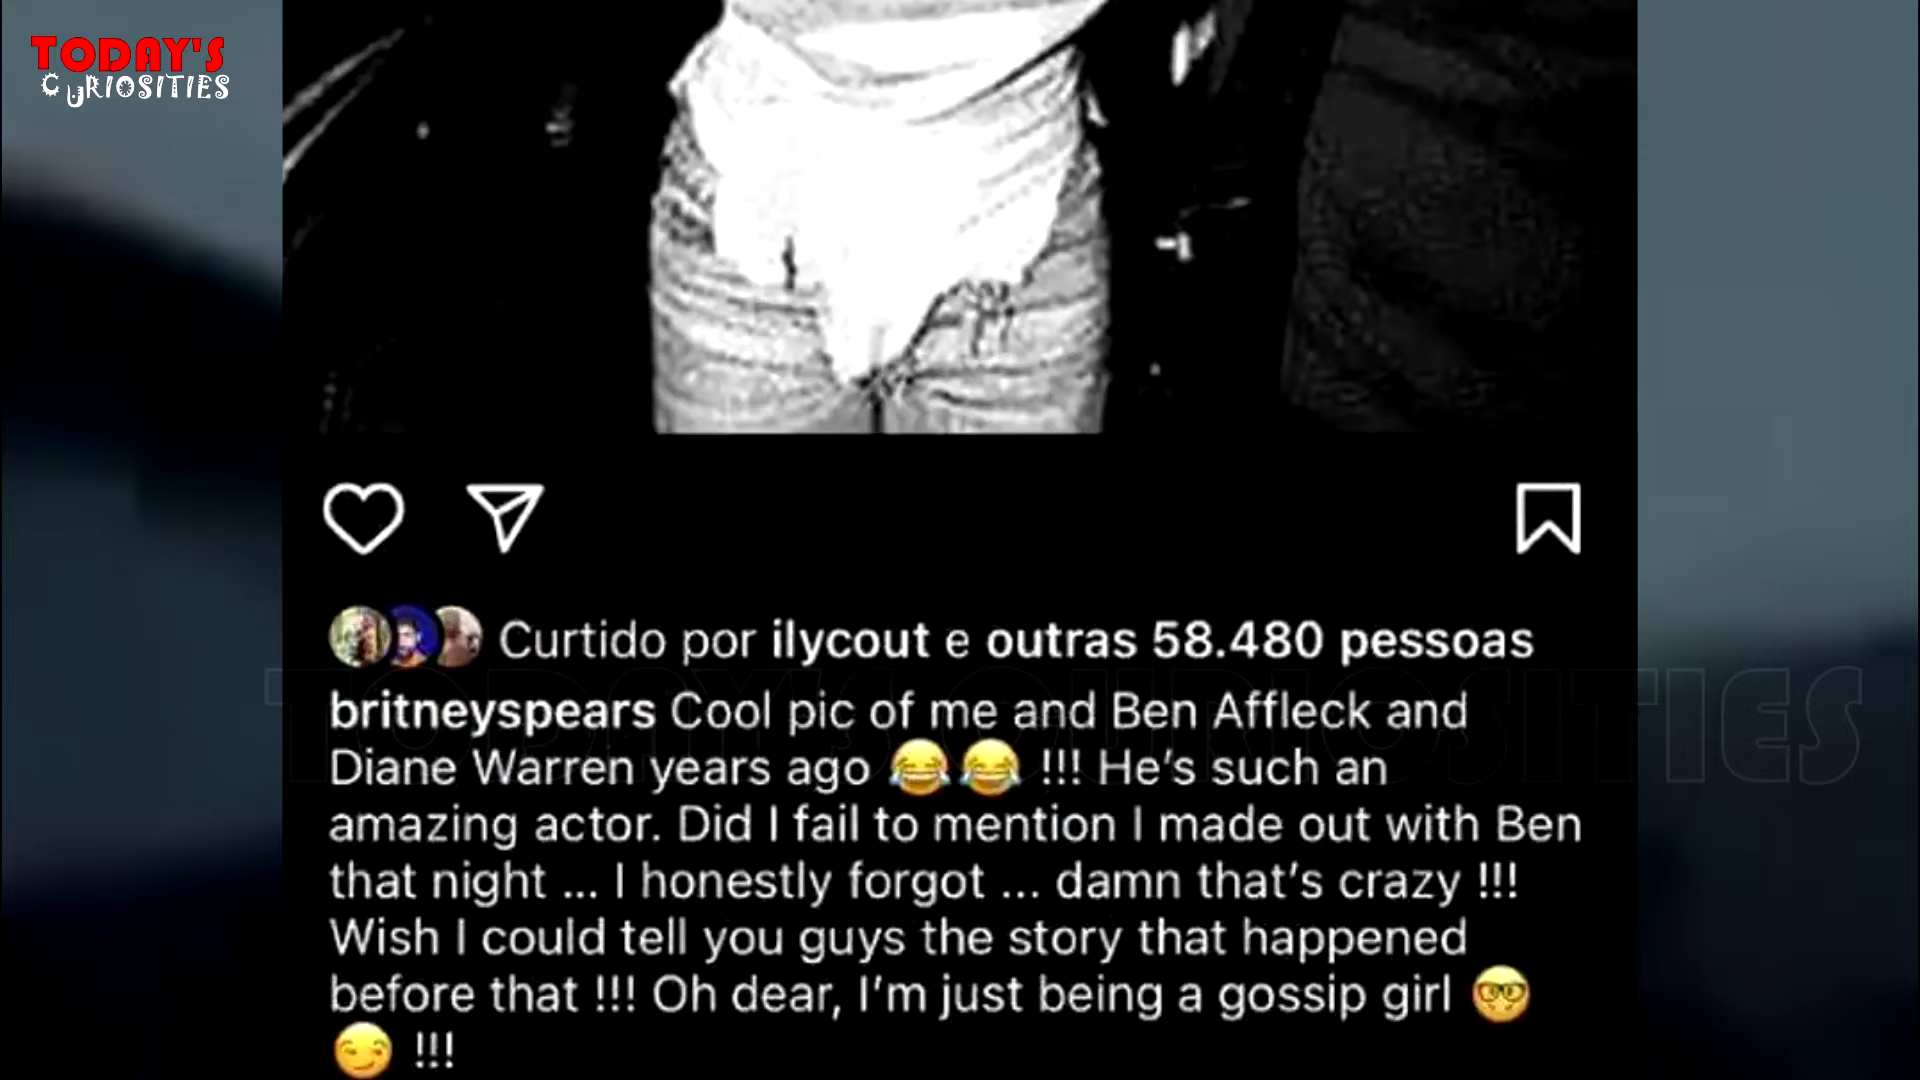 TODAY'S
CURIOSITIES
Curtido por ilycout e outras 58.480 pessoas
TODAY'S CURIOSITIES
britneyspears Cool pic of me and Ben Affleck and
Diane Warren years ago 😂😂 !!! He's such an
amazing actor. Did I fail to mention I made out with Ben
that night ... I honestly forgot ... damn that's crazy !!!
Wish I could tell you guys the story that happened
before that !!! Oh dear, I'm just being a gossip girl 🤓
😏 !!!